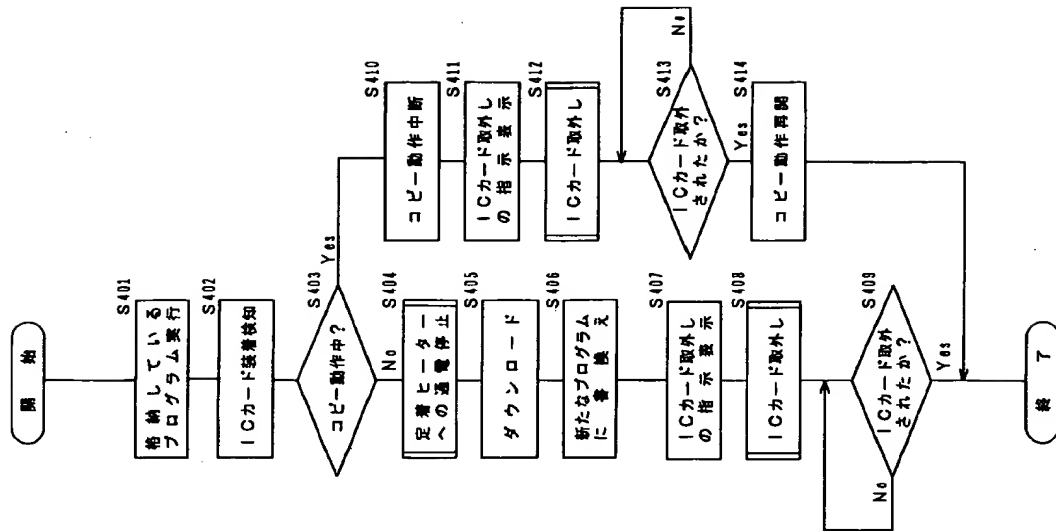 開始
S401
格納している
プログラム実行
S402
ICカード装着検知
S403
コピー動作中?
Yes
No
S404
定着ヒーター
への通電停止
S405
ダウンロード
S406
新たなプログラム
に書換え
S407
ICカード取外し
の指示表示
S408
ICカード取外し
S409
ICカード取外
されたか?
No
Yes
S410
コピー動作中断
S411
ICカード取外し
の指示表示
S412
ICカード取外し
S413
ICカード取外
されたか?
No
Yes
S414
コピー動作再開
終了